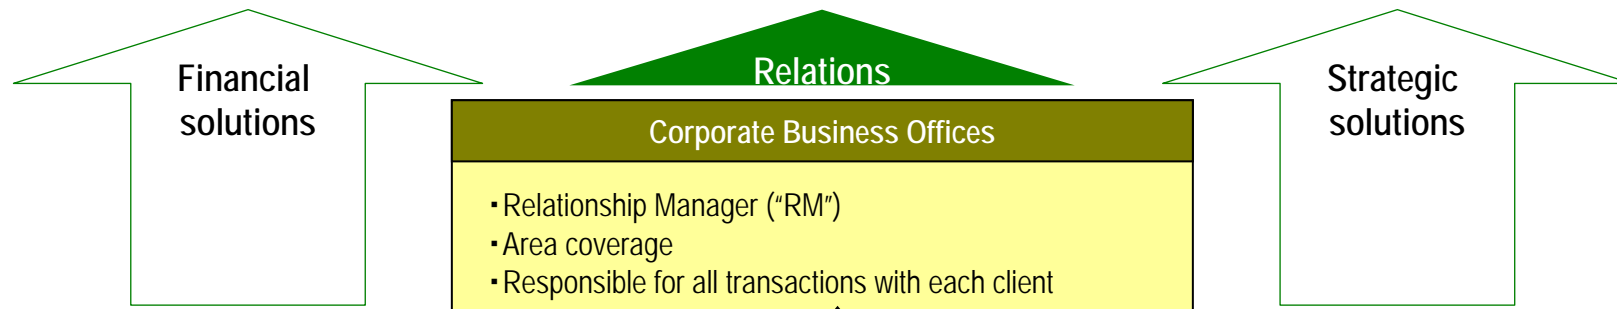 Financial
solutions
Relations
Strategic
solutions
Corporate Business Offices
・Relationship Manager (“RM”)
・Area coverage
・Responsible for all transactions with each client